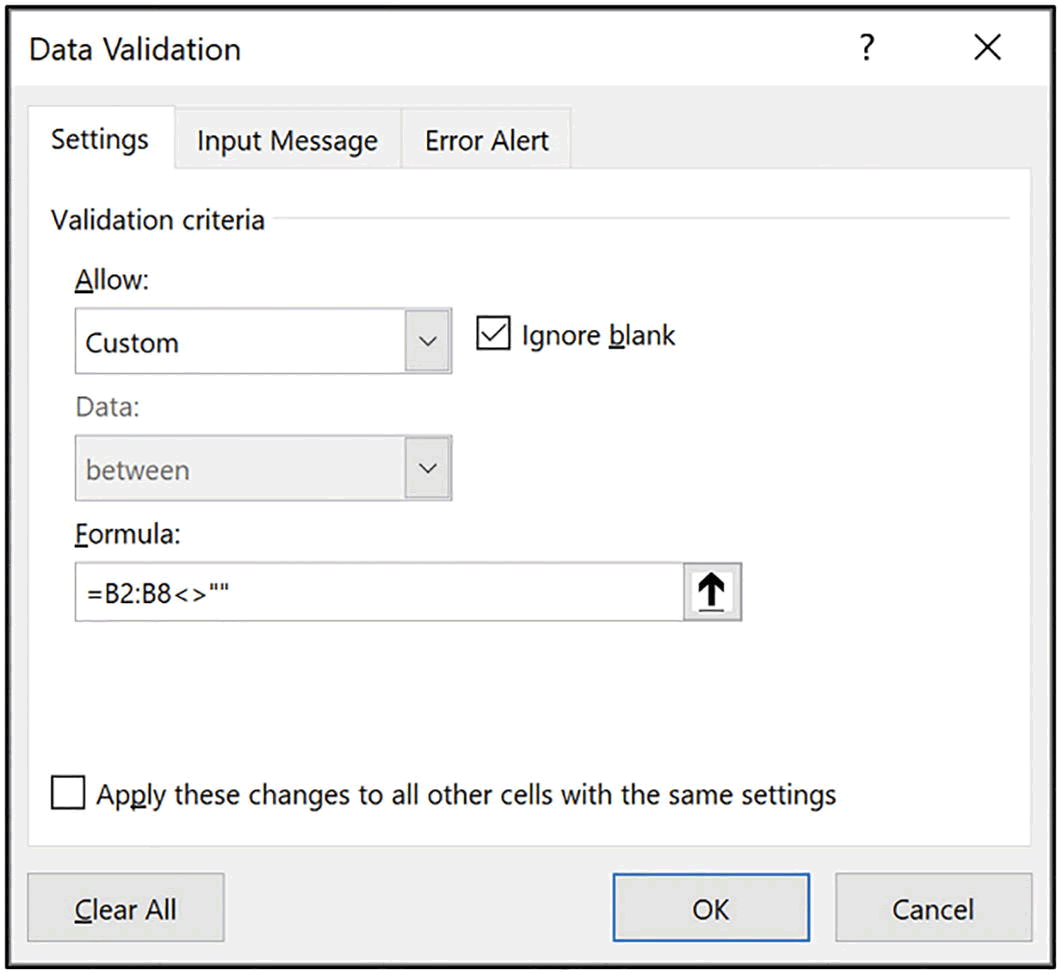 Data Validation ?
Settings Input Message Error Alert
Validation criteria
Allow:
Custom Ignore blank
Data:
between
Formula:
=B2:B8<>""
Apply these changes to all other cells with the same settings
Clear All OK Cancel